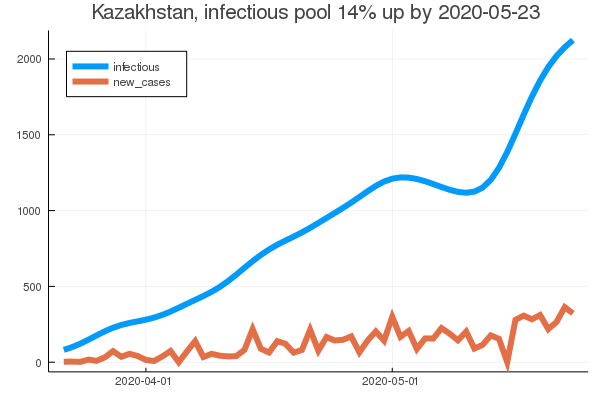 Kazakhstan, infectious pool 14% up by 2020-05-23
infectious
new_cases
2000
1500
1000
500
0
2020-04-01
2020-05-01